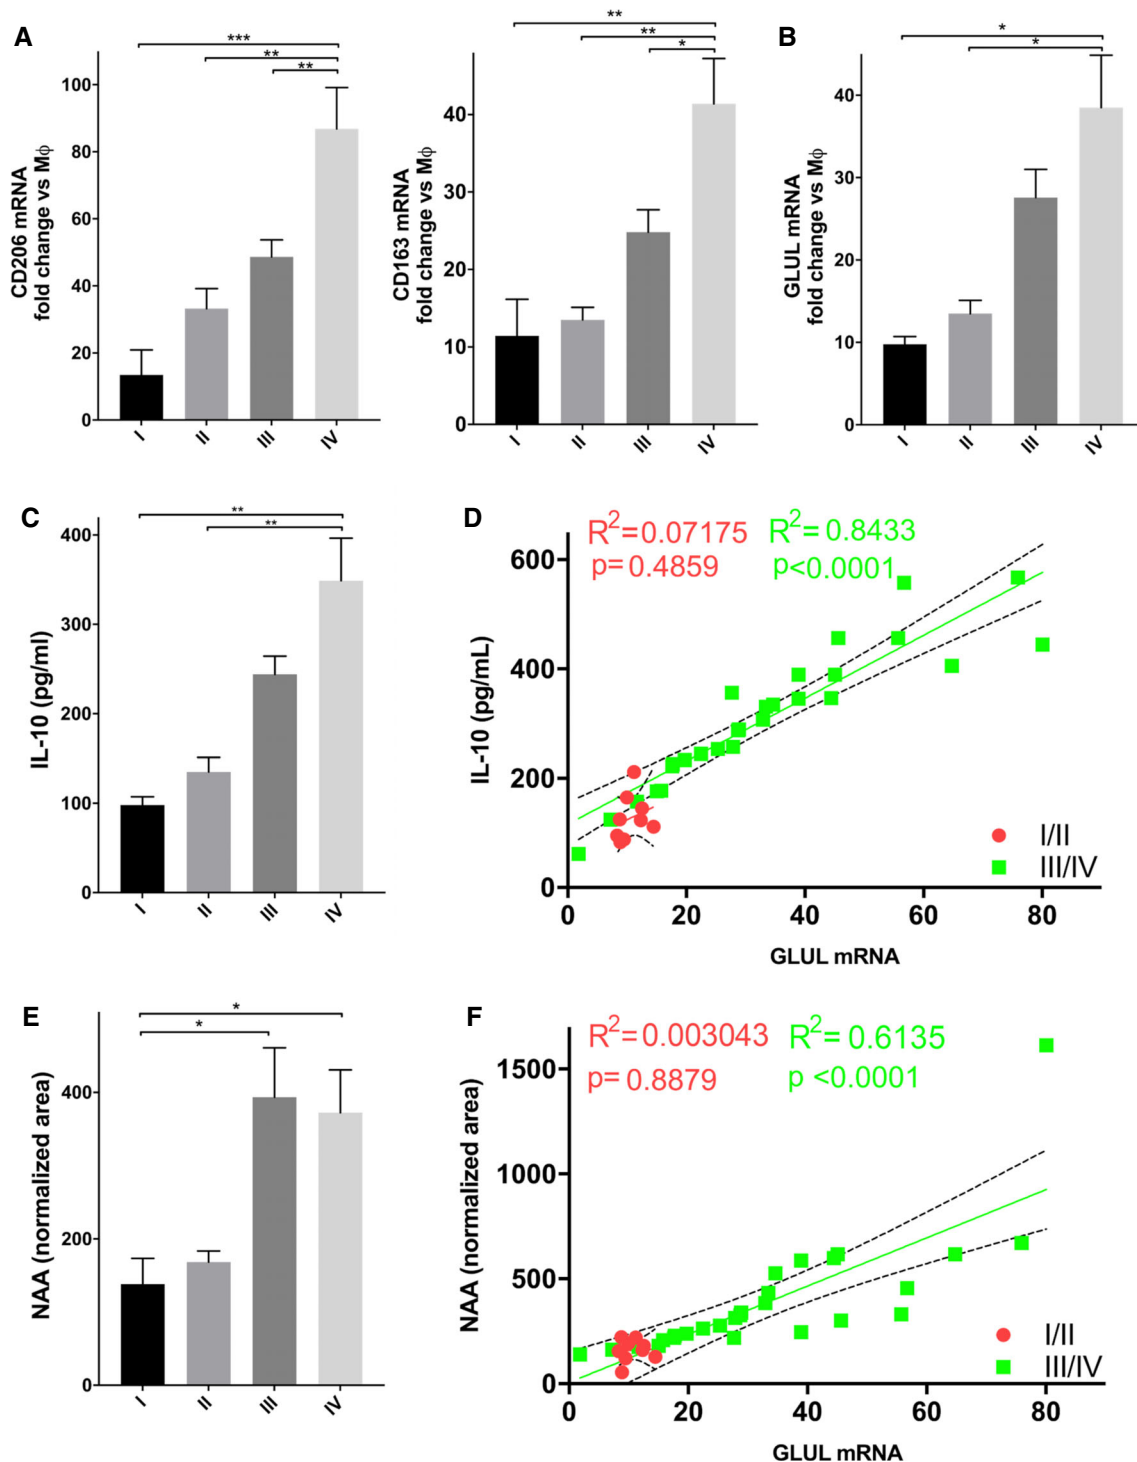 A
***
**
**
CD206 mRNA
fold change vs Mϕ
100
80
60
40
20
0
I
II
III
IV
**
**
*
CD163 mRNA
fold change vs Mϕ
40
30
20
10
0
I
II
III
IV
B
*
*
GLUL mRNA
fold change vs Mϕ
40
30
20
10
0
I
II
III
IV
C
**
**
IL-10 (pg/ml)
400
300
200
100
0
I
II
III
IV
D
R²=0.07175
p= 0.4859
R²= 0.8433
p<0.0001
IL-10 (pg/mL)
600
400
200
0
0 20 40 60 80
GLUL mRNA
I/II
III/IV
E
*
*
NAA (normalized area)
400
200
0
I
II
III
IV
F
R²= 0.003043
p= 0.8879
R²= 0.6135
p <0.0001
NAA (normalized area)
1500
1000
500
0
0 20 40 60 80
GLUL mRNA
I/II
III/IV